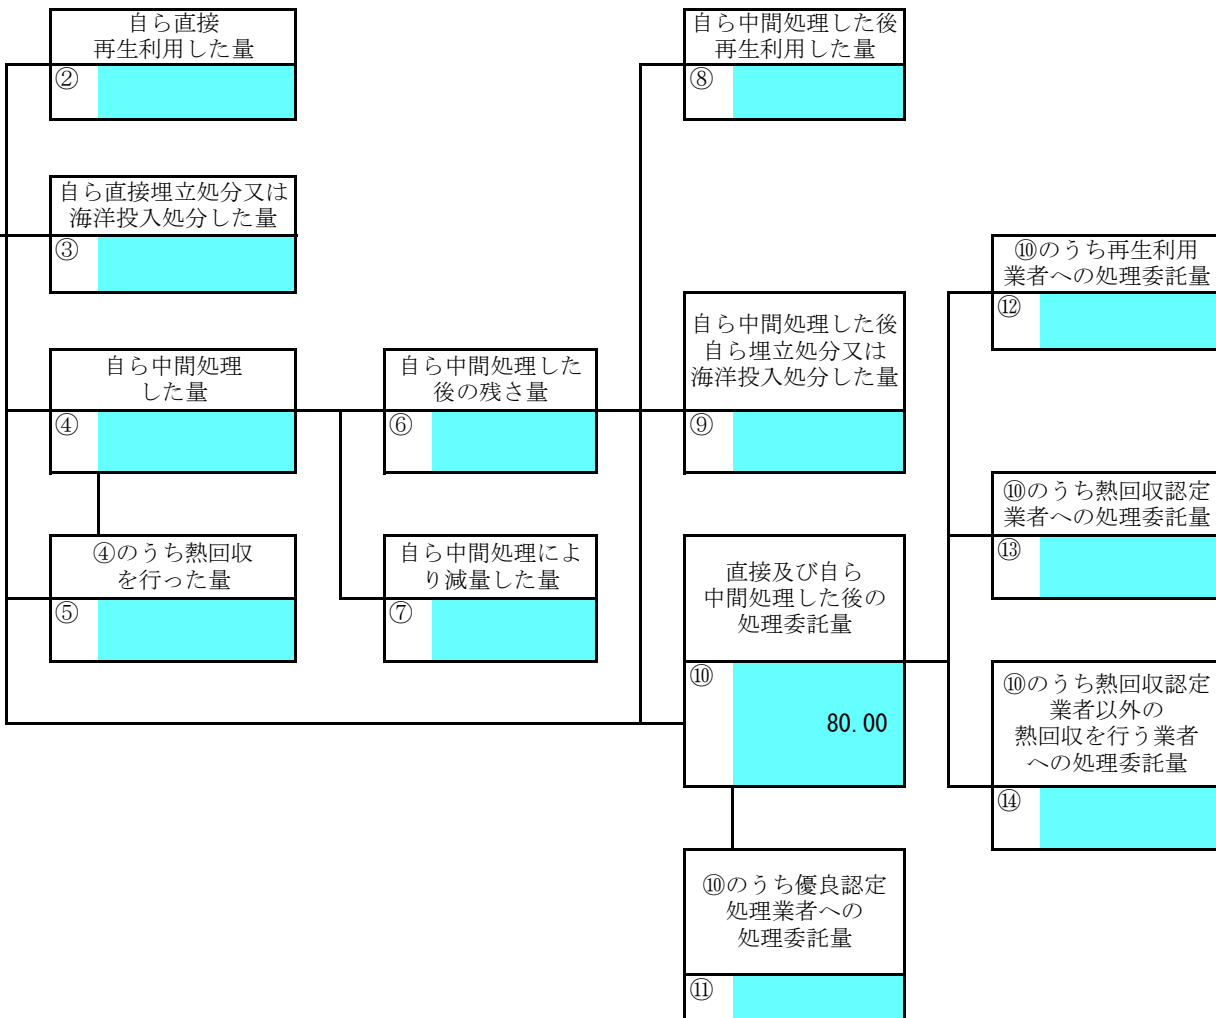 自ら直接
再生利用した量
②
自ら中間処理した後
再生利用した量
⑧
自ら直接埋立処分又は
海洋投入処分した量
③
⑩のうち再生利用
業者への処理委託量
⑫
自ら中間処理した後
自ら埋立処分又は
海洋投入処分した量
⑨
自ら中間処理
した量
④
自ら中間処理した
後の残さ量
⑥
⑩のうち熱回収認定
業者への処理委託量
⑬
④のうち熱回収
を行った量
⑤
自ら中間処理によ
り減量した量
⑦
直接及び自ら
中間処理した後の
処理委託量
⑩
80.00
⑩のうち熱回収認定
業者以外の
熱回収を行う業者
への処理委託量
⑭
⑩のうち優良認定
処理業者への
処理委託量
⑪